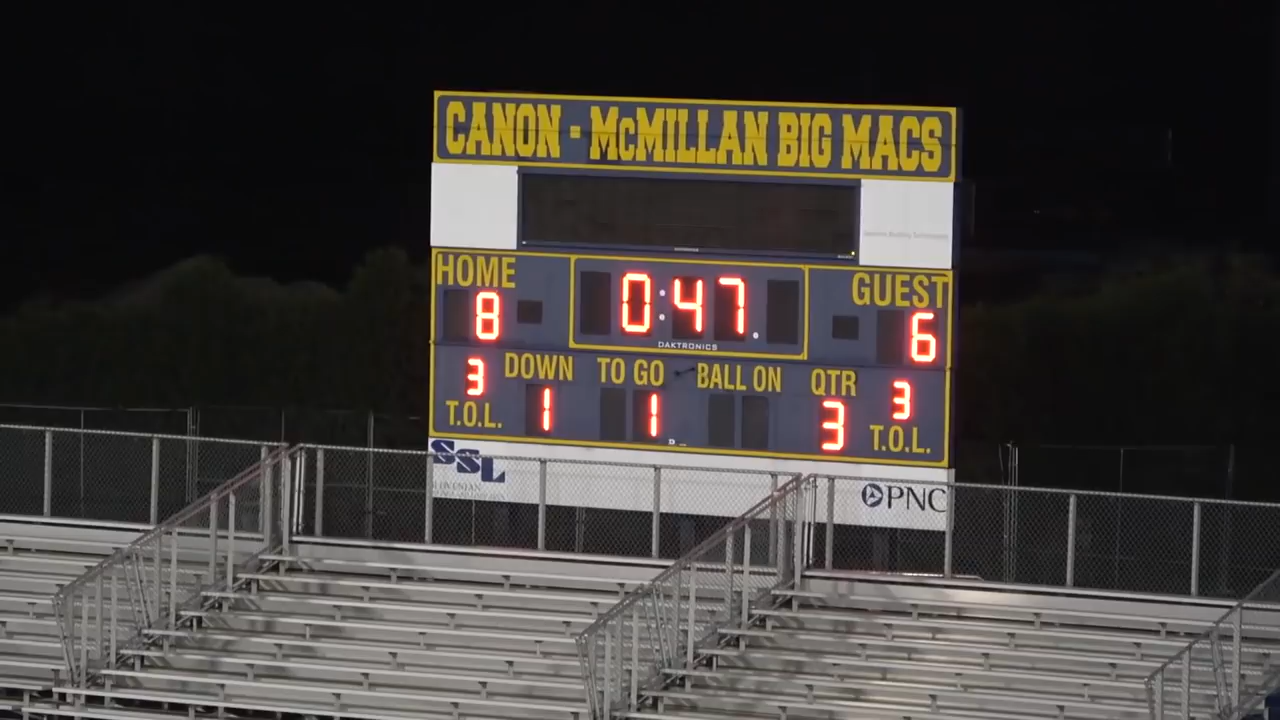 CANON - McMILLAN BIG MACS
HOME 0:47 GUEST
8 6
DAKTRONICS
3 DOWN TO GO BALL ON QTR 3
T.O.L. 1 1 3 T.O.L.
SSL
PNC